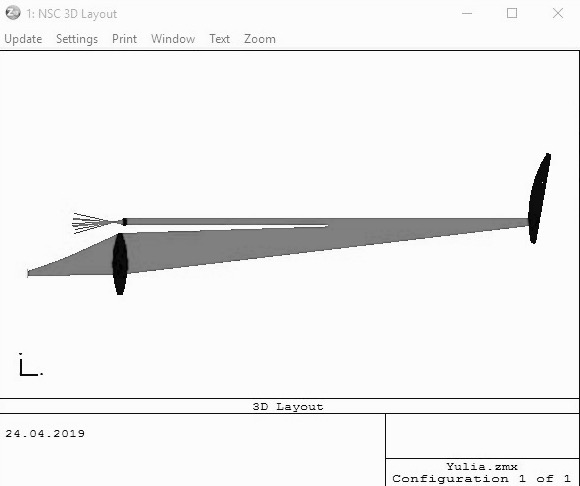 1: NSC 3D Layout
Update Settings Print Window Text Zoom
3D Layout
24.04.2019
Yulia.zmx
Configuration 1 of 1